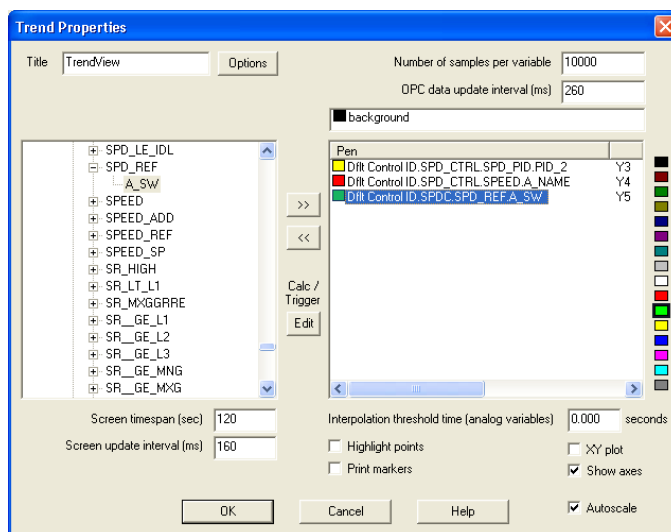 Trend Properties
Title TrendView Options
Number of samples per variable 10000
OPC data update interval (ms) 260
background
SPD_LE_IDL
SPD_REF
A_SW
SPEED
SPEED_ADD
SPEED_REF
SPEED_SP
SR_HIGH
SR_LT_L1
SR_MXGGRRE
SR__GE_L1
SR__GE_L2
SR__GE_L3
SR__GE_MNG
SR__GE_MXG
>>
<<
Calc /
Trigger
Edit
Pen
Dflt Control ID.SPD_CTRL.SPD_PID.PID_2 Y3
Dflt Control ID.SPD_CTRL.SPEED.A_NAME Y4
Dflt Control ID.SPDC.SPD_REF.A_SW Y5
Screen timespan (sec) 120
Screen update interval (ms) 160
Interpolation threshold time (analog variables) 0.000 seconds
Highlight points
XY plot
Print markers
Show axes
OK Cancel Help
Autoscale